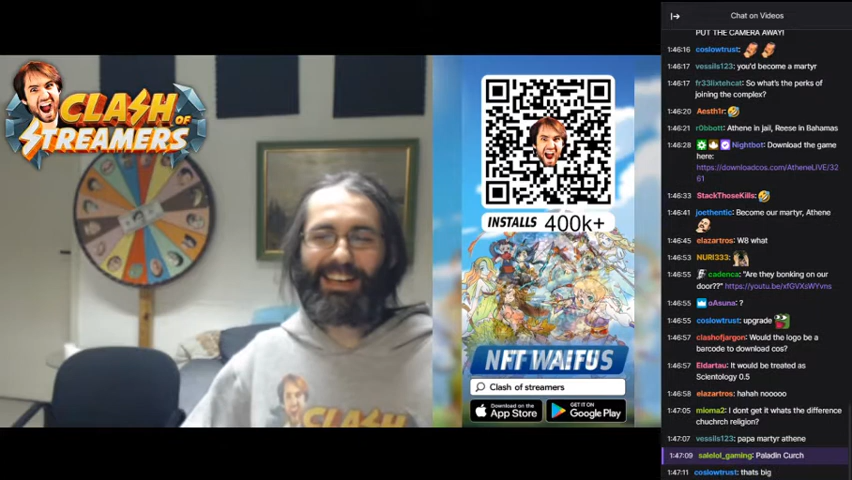 Chat on Videos
PUT THE CAMERA AWAY!
1:46:16 coslowtrust:
1:46:17 vessils123: you'd become a martyr
1:46:17 fr33lixtehcat: So what's the perks of
joining the complex?
1:46:20 Aesth1r:
1:46:21 r0bbott: Athene in jail, Reese in Bahamas
1:46:28 Nightbot: Download the game
here:
https://downloadcos.com/AtheneLIVE/32
61
1:46:33 StackThoseKills:
1:46:41 joethentic: Become our martyr, Athene
1:46:45 elazartros: W8 what
1:46:53 NURI333:
1:46:55 cadenca: "Are they bonking on our
door??" https://youtu.be/xfGVXsWYvns
1:46:55 oAsuna: ?
1:46:55 coslowtrust: upgrade
1:46:57 clashofjargon: Would the logo be a
barcode to download cos?
1:46:57 Eldartau: It would be treated as
Scientology 0.5
1:46:58 elazartros: hahah nooooo
1:47:05 mioma2: I dont get it whats the difference
chuchrch religion?
1:47:07 vessils123: papa martyr athene
1:47:09 salelol_gaming: Paladin Curch
1:47:11 coslowtrust: thats big
CLASH OF
STREAMERS
INSTALLS 400k+
NFT WAIFUS
Clash of streamers
Download on the
App Store
GET IT ON
Google Play